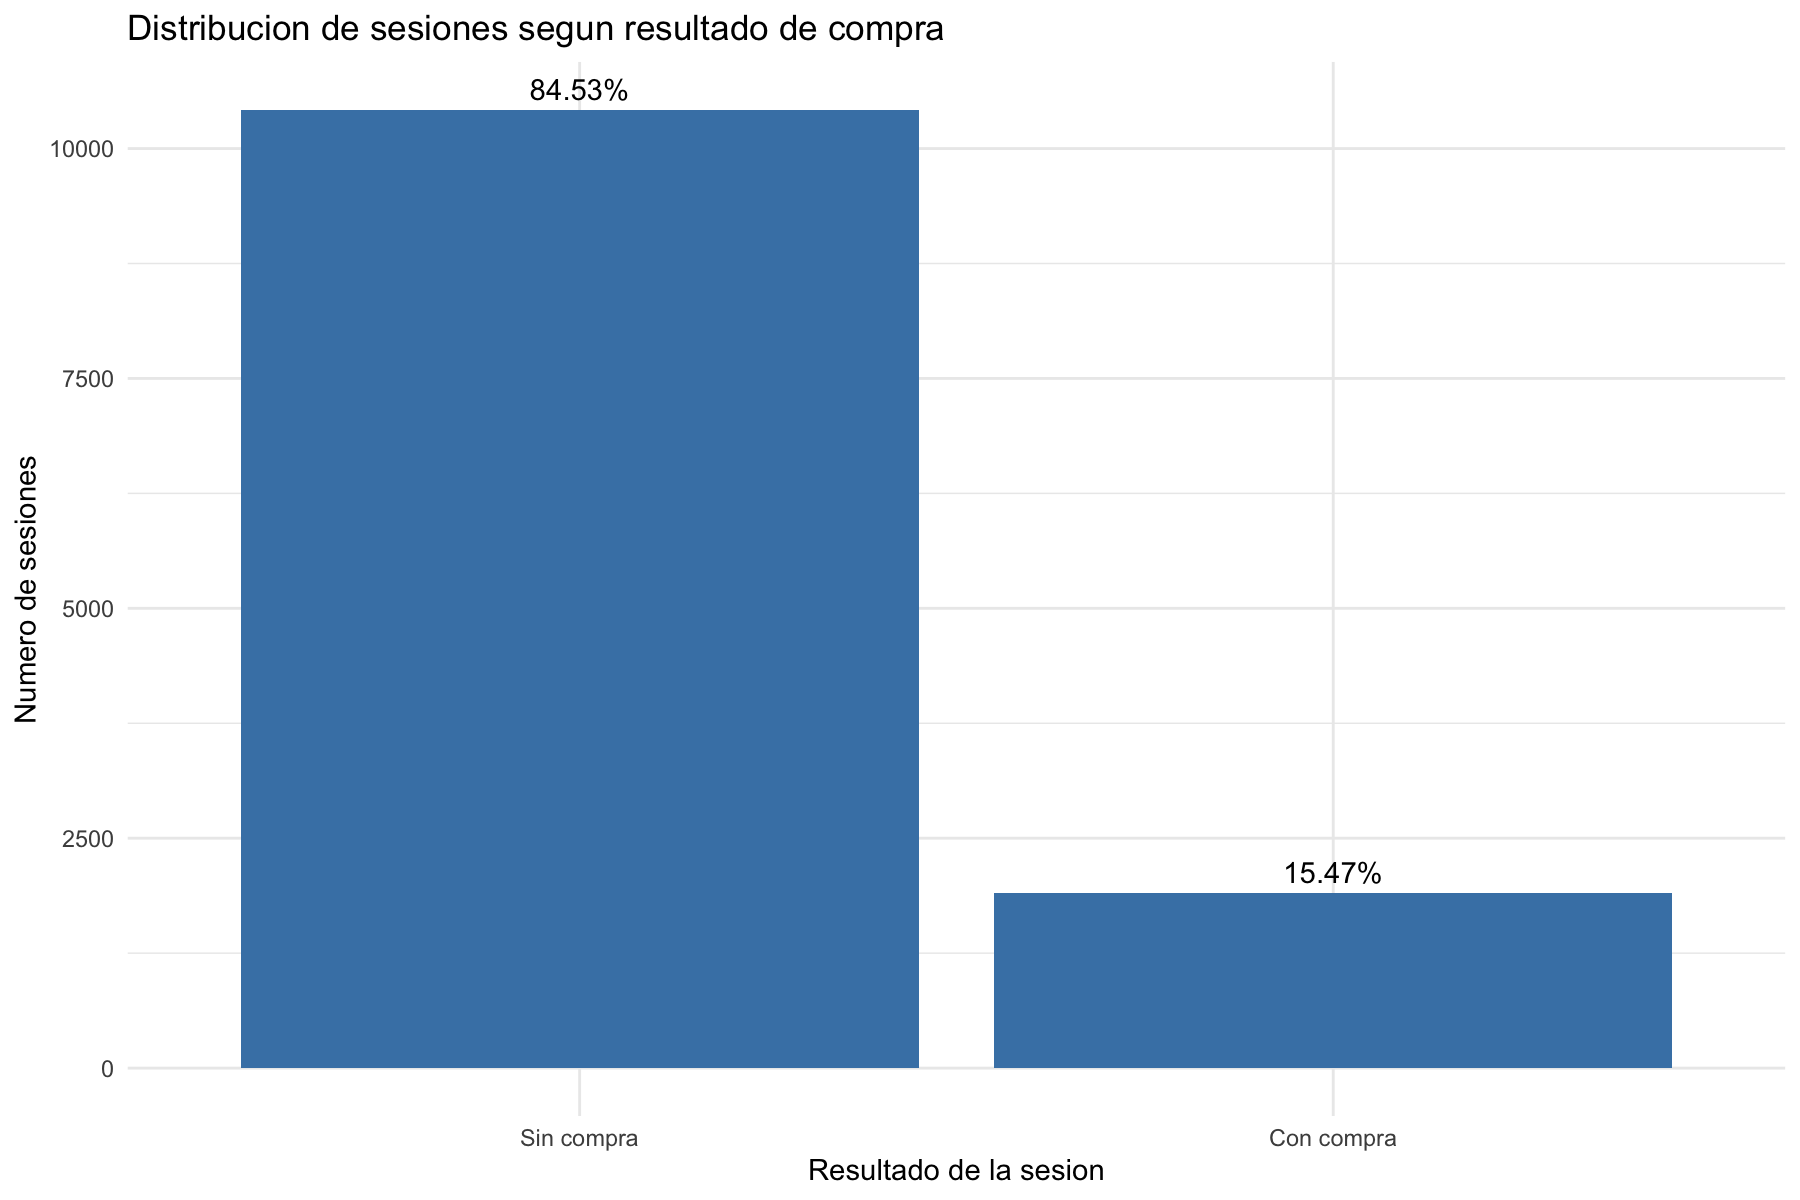 Distribucion de sesiones segun resultado de compra
84.53%
10000
7500
Numero de sesiones
5000
2500
15.47%
0
Sin compra
Con compra
Resultado de la sesion